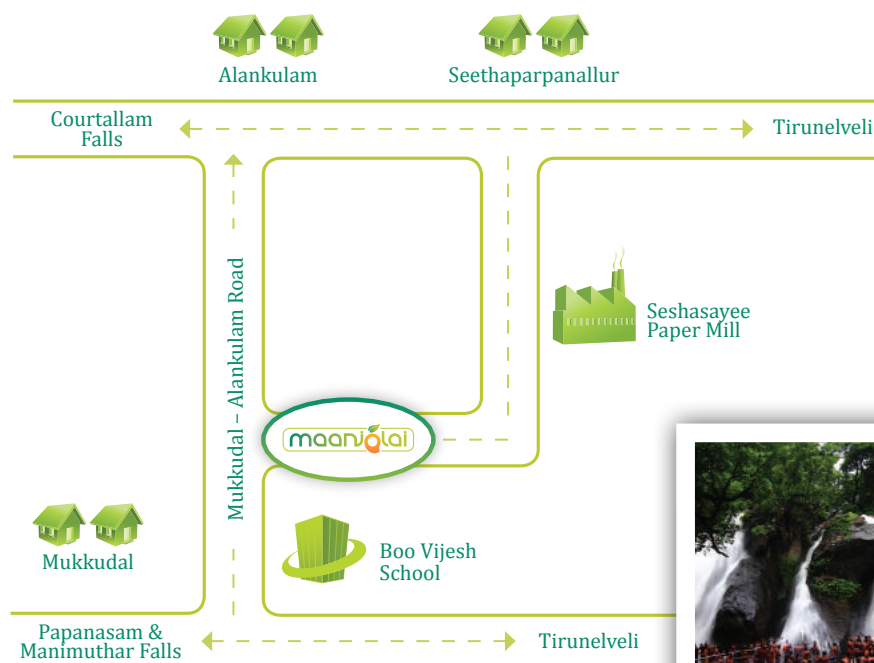 Alankulam
Seethaparpanallur
Courtallam
Falls
Tirunelveli
Mukkudal – Alankulam Road
Seshasayee
Paper Mill
maanjolai
Mukkudal
Boo Vijesh
School
Papanasam &
Manimuthar Falls
Tirunelveli